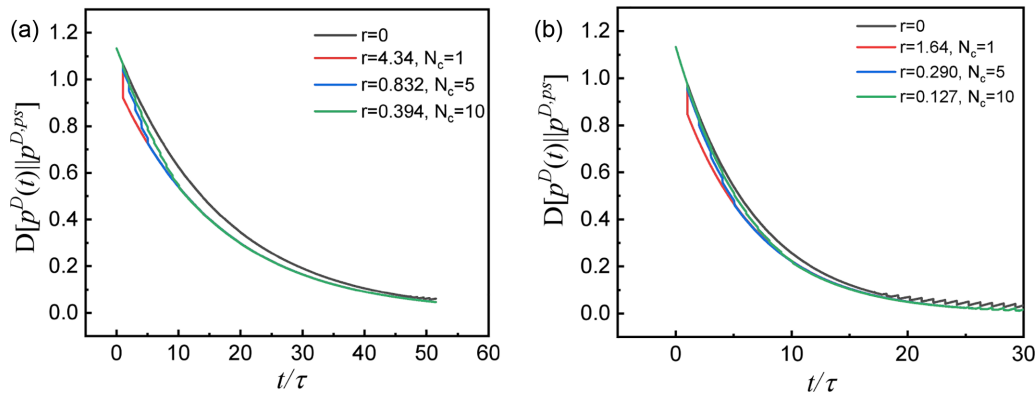 (a)
r=0
r=4.34, N_c=1
r=0.832, N_c=5
r=0.394, N_c=10
D[p^D(t)||p^{D,ps}]
1.2
1.0
0.8
0.6
0.4
0.2
0.0
0 10 20 30 40 50 60
t/τ
(b)
r=0
r=1.64, N_c=1
r=0.290, N_c=5
r=0.127, N_c=10
D[p^D(t)||p^{D,ps}]
1.2
1.0
0.8
0.6
0.4
0.2
0.0
0 10 20 30
t/τ